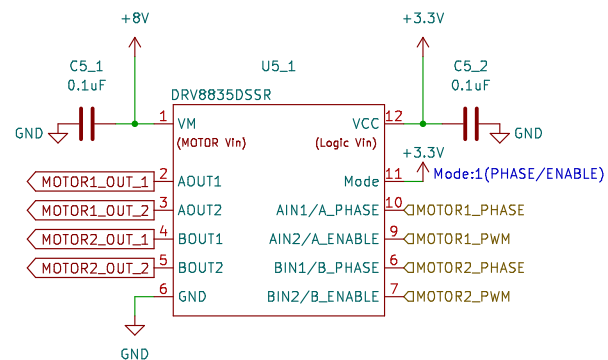 +8V
+3.3V
C5_1
0.1uF
U5_1
C5_2
0.1uF
DRV8835DSSR
GND
1
VM
(MOTOR Vin)
VCC
(Logic Vin)
12
GND
+3.3V
Mode:1(PHASE/ENABLE)
MOTOR1_OUT_1
2
AOUT1
Mode
11
MOTOR1_OUT_2
3
AOUT2
AIN1/A_PHASE
10
MOTOR1_PHASE
MOTOR2_OUT_1
4
BOUT1
AIN2/A_ENABLE
9
MOTOR1_PWM
MOTOR2_OUT_2
5
BOUT2
BIN1/B_PHASE
6
MOTOR2_PHASE
6
GND
BIN2/B_ENABLE
7
MOTOR2_PWM
GND